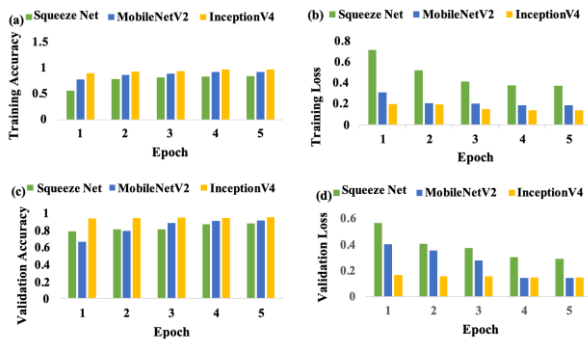 (a)
Squeeze Net MobileNetV2 InceptionV4
Training Accuracy
1.5
1
0.5
0
1 2 3 4 5
Epoch
(b)
Squeeze Net MobileNetV2 InceptionV4
Training Loss
0.8
0.6
0.4
0.2
0
1 2 3 4 5
Epoch
(c)
Squeeze Net MobileNetV2 InceptionV4
Validation Accuracy
1
0.8
0.6
0.4
0.2
0
1 2 3 4 5
Epoch
(d)
Squeeze Net MobileNetV2 InceptionV4
Validation Loss
0.6
0.4
0.2
0
1 2 3 4 5
Epoch